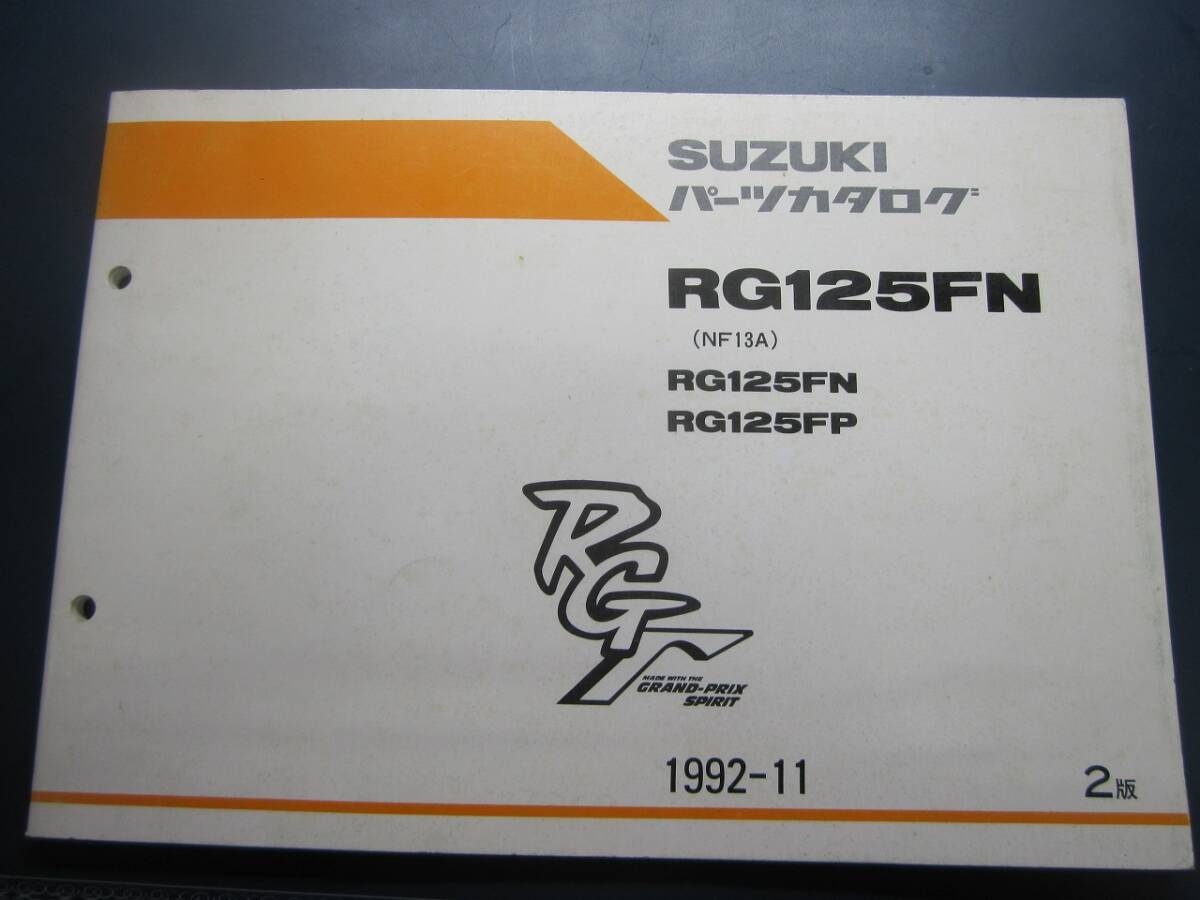 SUZUKI
パーツカタログ
RG125FN
(NF13A)
RG125FN
RG125FP
RGΓ
MADE WITH THE
GRAND-PRIX
SPIRIT
1992-11
2版